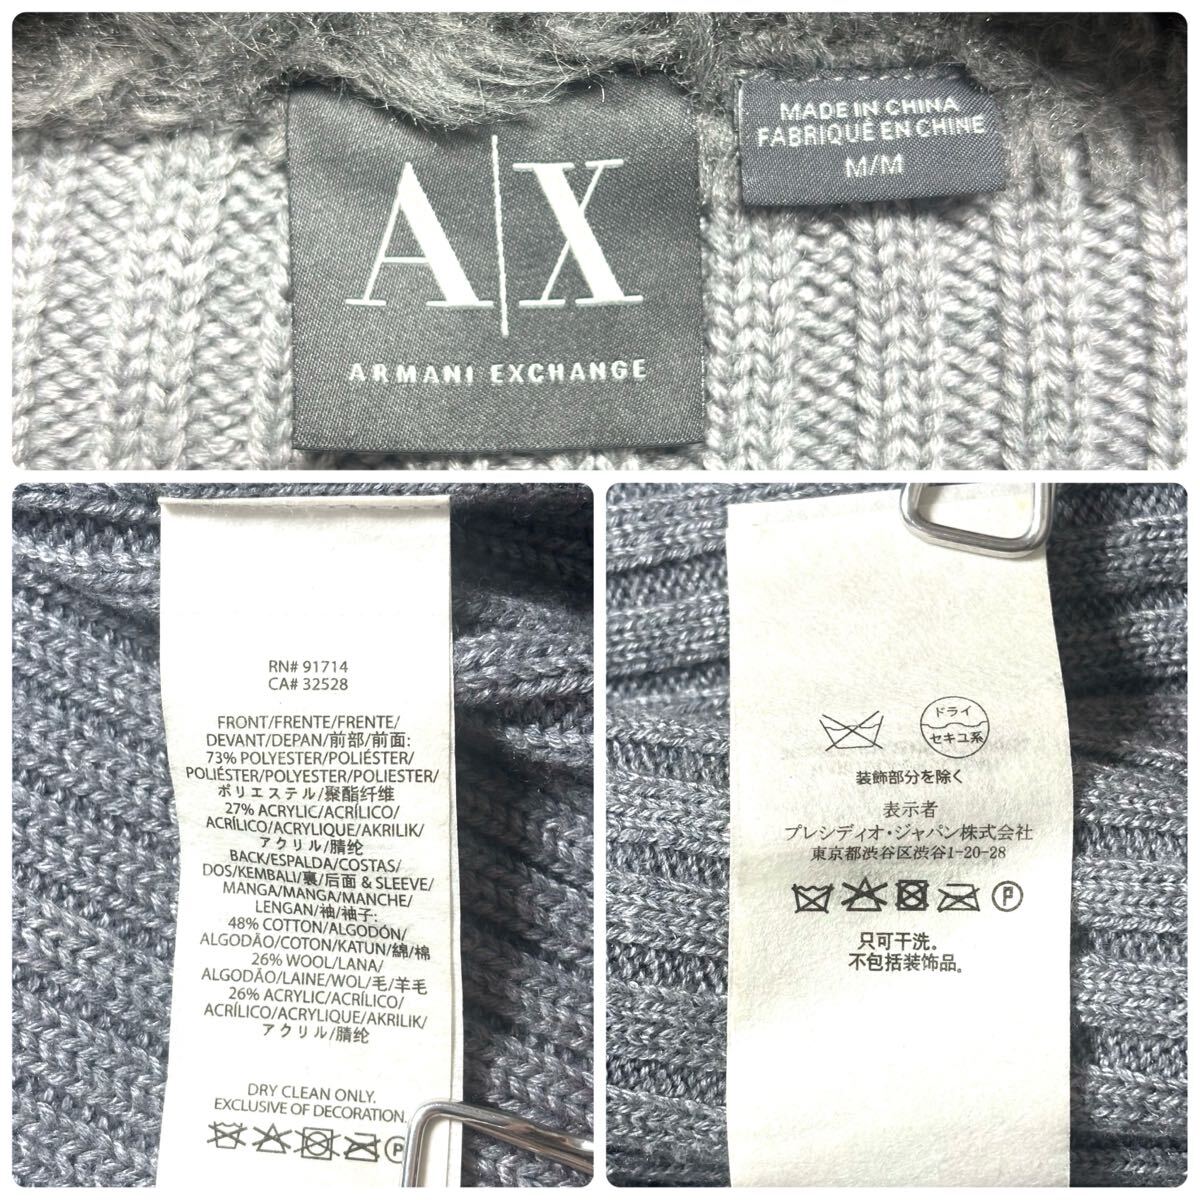 A|X
ARMANI EXCHANGE
MADE IN CHINA
FABRIQUÉ EN CHINE
M/M
RN# 91714
CA# 32528
FRONT/FRENTE/FRENTE/
DEVANT/DEPAN/前部/前面:
73% POLYESTER/POLIÉSTER/
POLIÉSTER/POLYESTER/POLIESTER/
ポリエステル/聚酯纤维
27% ACRYLIC/ACRÍLICO/
ACRÍLICO/ACRYLIQUE/AKRILIK/
アクリル/腈纶
BACK/ESPALDA/COSTAS/
DOS/KEMBALI/裏/后面 & SLEEVE/
MANGA/MANGA/MANCHE/
LENGAN/袖/袖子:
48% COTTON/ALGODÓN/
ALGODÃO/COTON/KATUN/綿/棉
26% WOOL/LANA/
ALGODÃO/LAINE/WOL/毛/羊毛
26% ACRYLIC/ACRÍLICO/
ACRÍLICO/ACRYLIQUE/AKRILIK/
アクリル/腈纶
DRY CLEAN ONLY.
EXCLUSIVE OF DECORATION.
P
ドライ
セキユ系
装飾部分を除く
表示者
プレシディオ・ジャパン株式会社
東京都渋谷区渋谷1-20-28
P
只可干洗。
不包括装饰品。